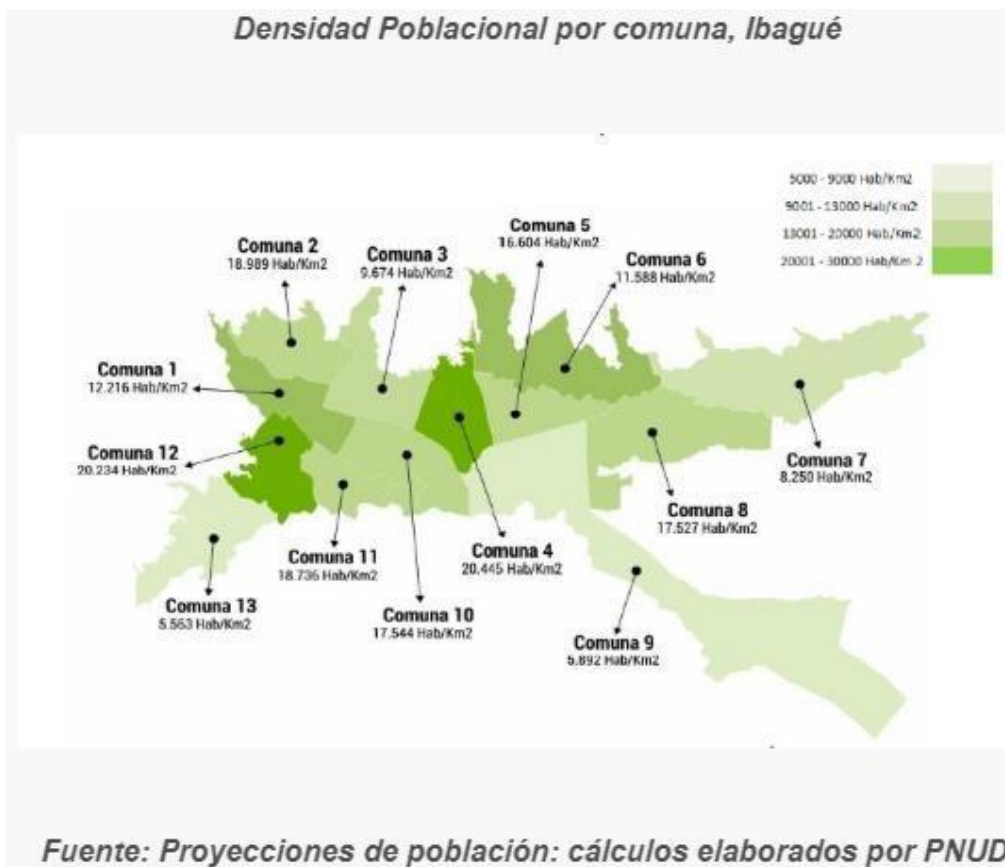 Densidad Poblacional por comuna, Ibagué
5000 - 9000 Hab/Km2
9001 - 13000 Hab/Km2
13001 - 20000 Hab/Km2
20001 - 30000 Hab/Km 2
Comuna 5
16.604 Hab/Km2
Comuna 2
18.989 Hab/Km2
Comuna 3
9.674 Hab/Km2
Comuna 6
11.588 Hab/Km2
Comuna 1
12.216 Hab/Km2
Comuna 12
20.234 Hab/Km2
Comuna 7
8.250 Hab/Km2
Comuna 8
17.527 Hab/Km2
Comuna 11
18.736 Hab/Km2
Comuna 4
20.445 Hab/Km2
Comuna 13
5.563 Hab/Km2
Comuna 10
17.544 Hab/Km2
Comuna 9
5.892 Hab/Km2
Fuente: Proyecciones de población: cálculos elaborados por PNUD